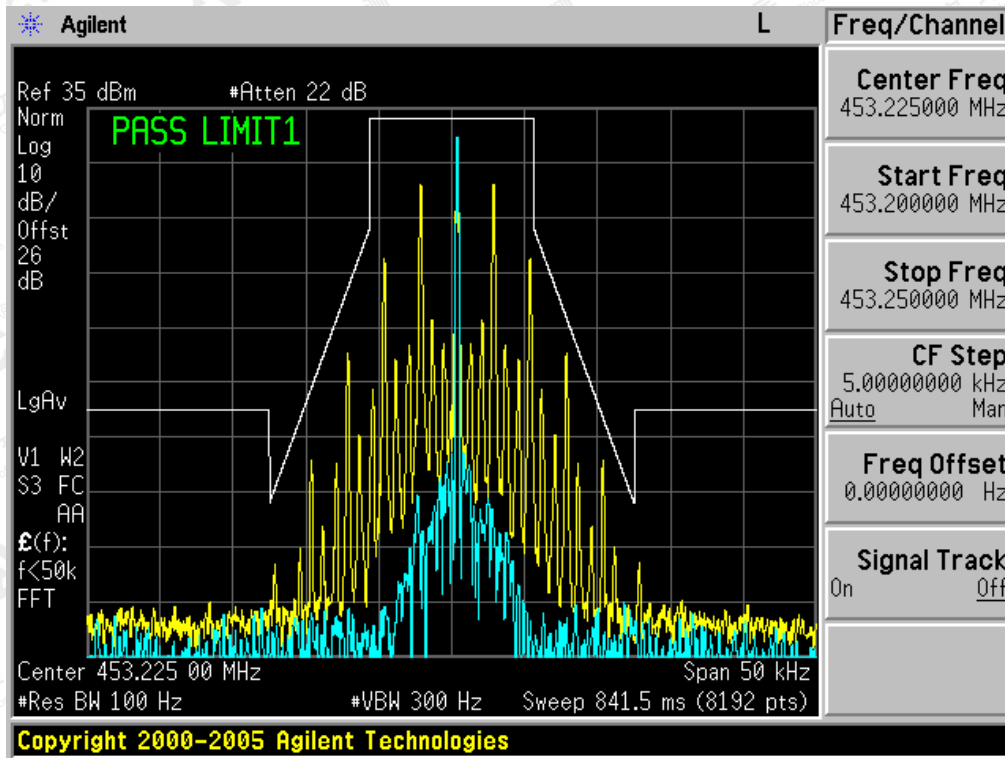 Agilent L Freq/Channel
Ref 35 dBm #Atten 22 dB
Norm
Log
10
dB/
Offst
26
dB
PASS LIMIT1
LgAv
V1 W2
S3 FC
AA
£(f):
f<50k
FFT
Center 453.225 00 MHz Span 50 kHz
#Res BW 100 Hz #VBW 300 Hz Sweep 841.5 ms (8192 pts)
Copyright 2000-2005 Agilent Technologies
Center Freq
453.225000 MHz
Start Freq
453.200000 MHz
Stop Freq
453.250000 MHz
CF Step
5.00000000 kHz
Auto Man
Freq Offset
0.00000000 Hz
Signal Track
On Off